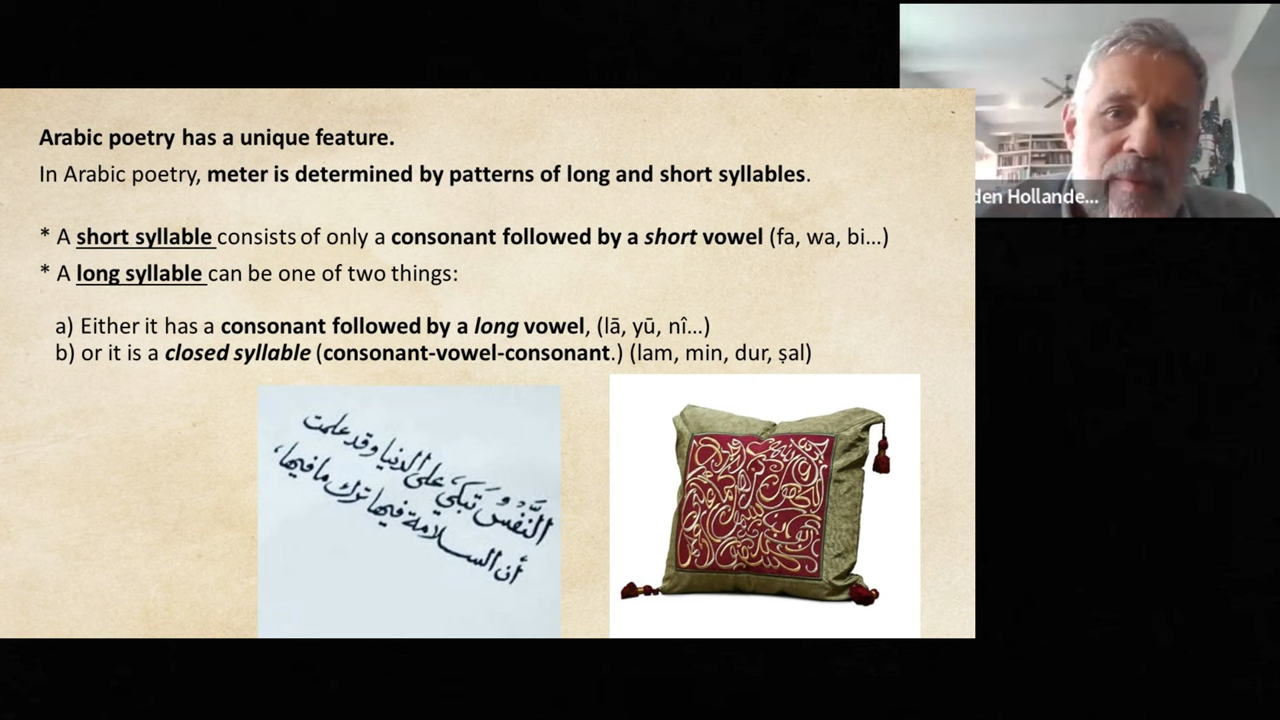 Arabic poetry has a unique feature.
In Arabic poetry, meter is determined by patterns of long and short syllables.
* A short syllable consists of only a consonant followed by a short vowel (fa, wa, bi…)
* A long syllable can be one of two things:
a) Either it has a consonant followed by a long vowel, (lā, yū, nî…)
b) or it is a closed syllable (consonant-vowel-consonant.) (lam, min, dur, ṣal)
النَّفْسُ تَبكي على الدنيا وقد علمت
أن السلامة فيها ترك ما فيها،
den Hollande...